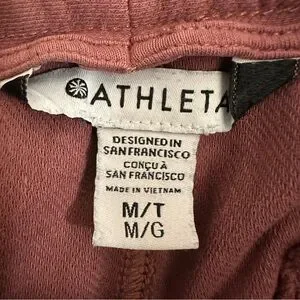 ATHLETA
DESIGNED IN
SAN FRANCISCO
CONÇU À
SAN FRANCISCO
MADE IN VIETNAM
M/T
M/G